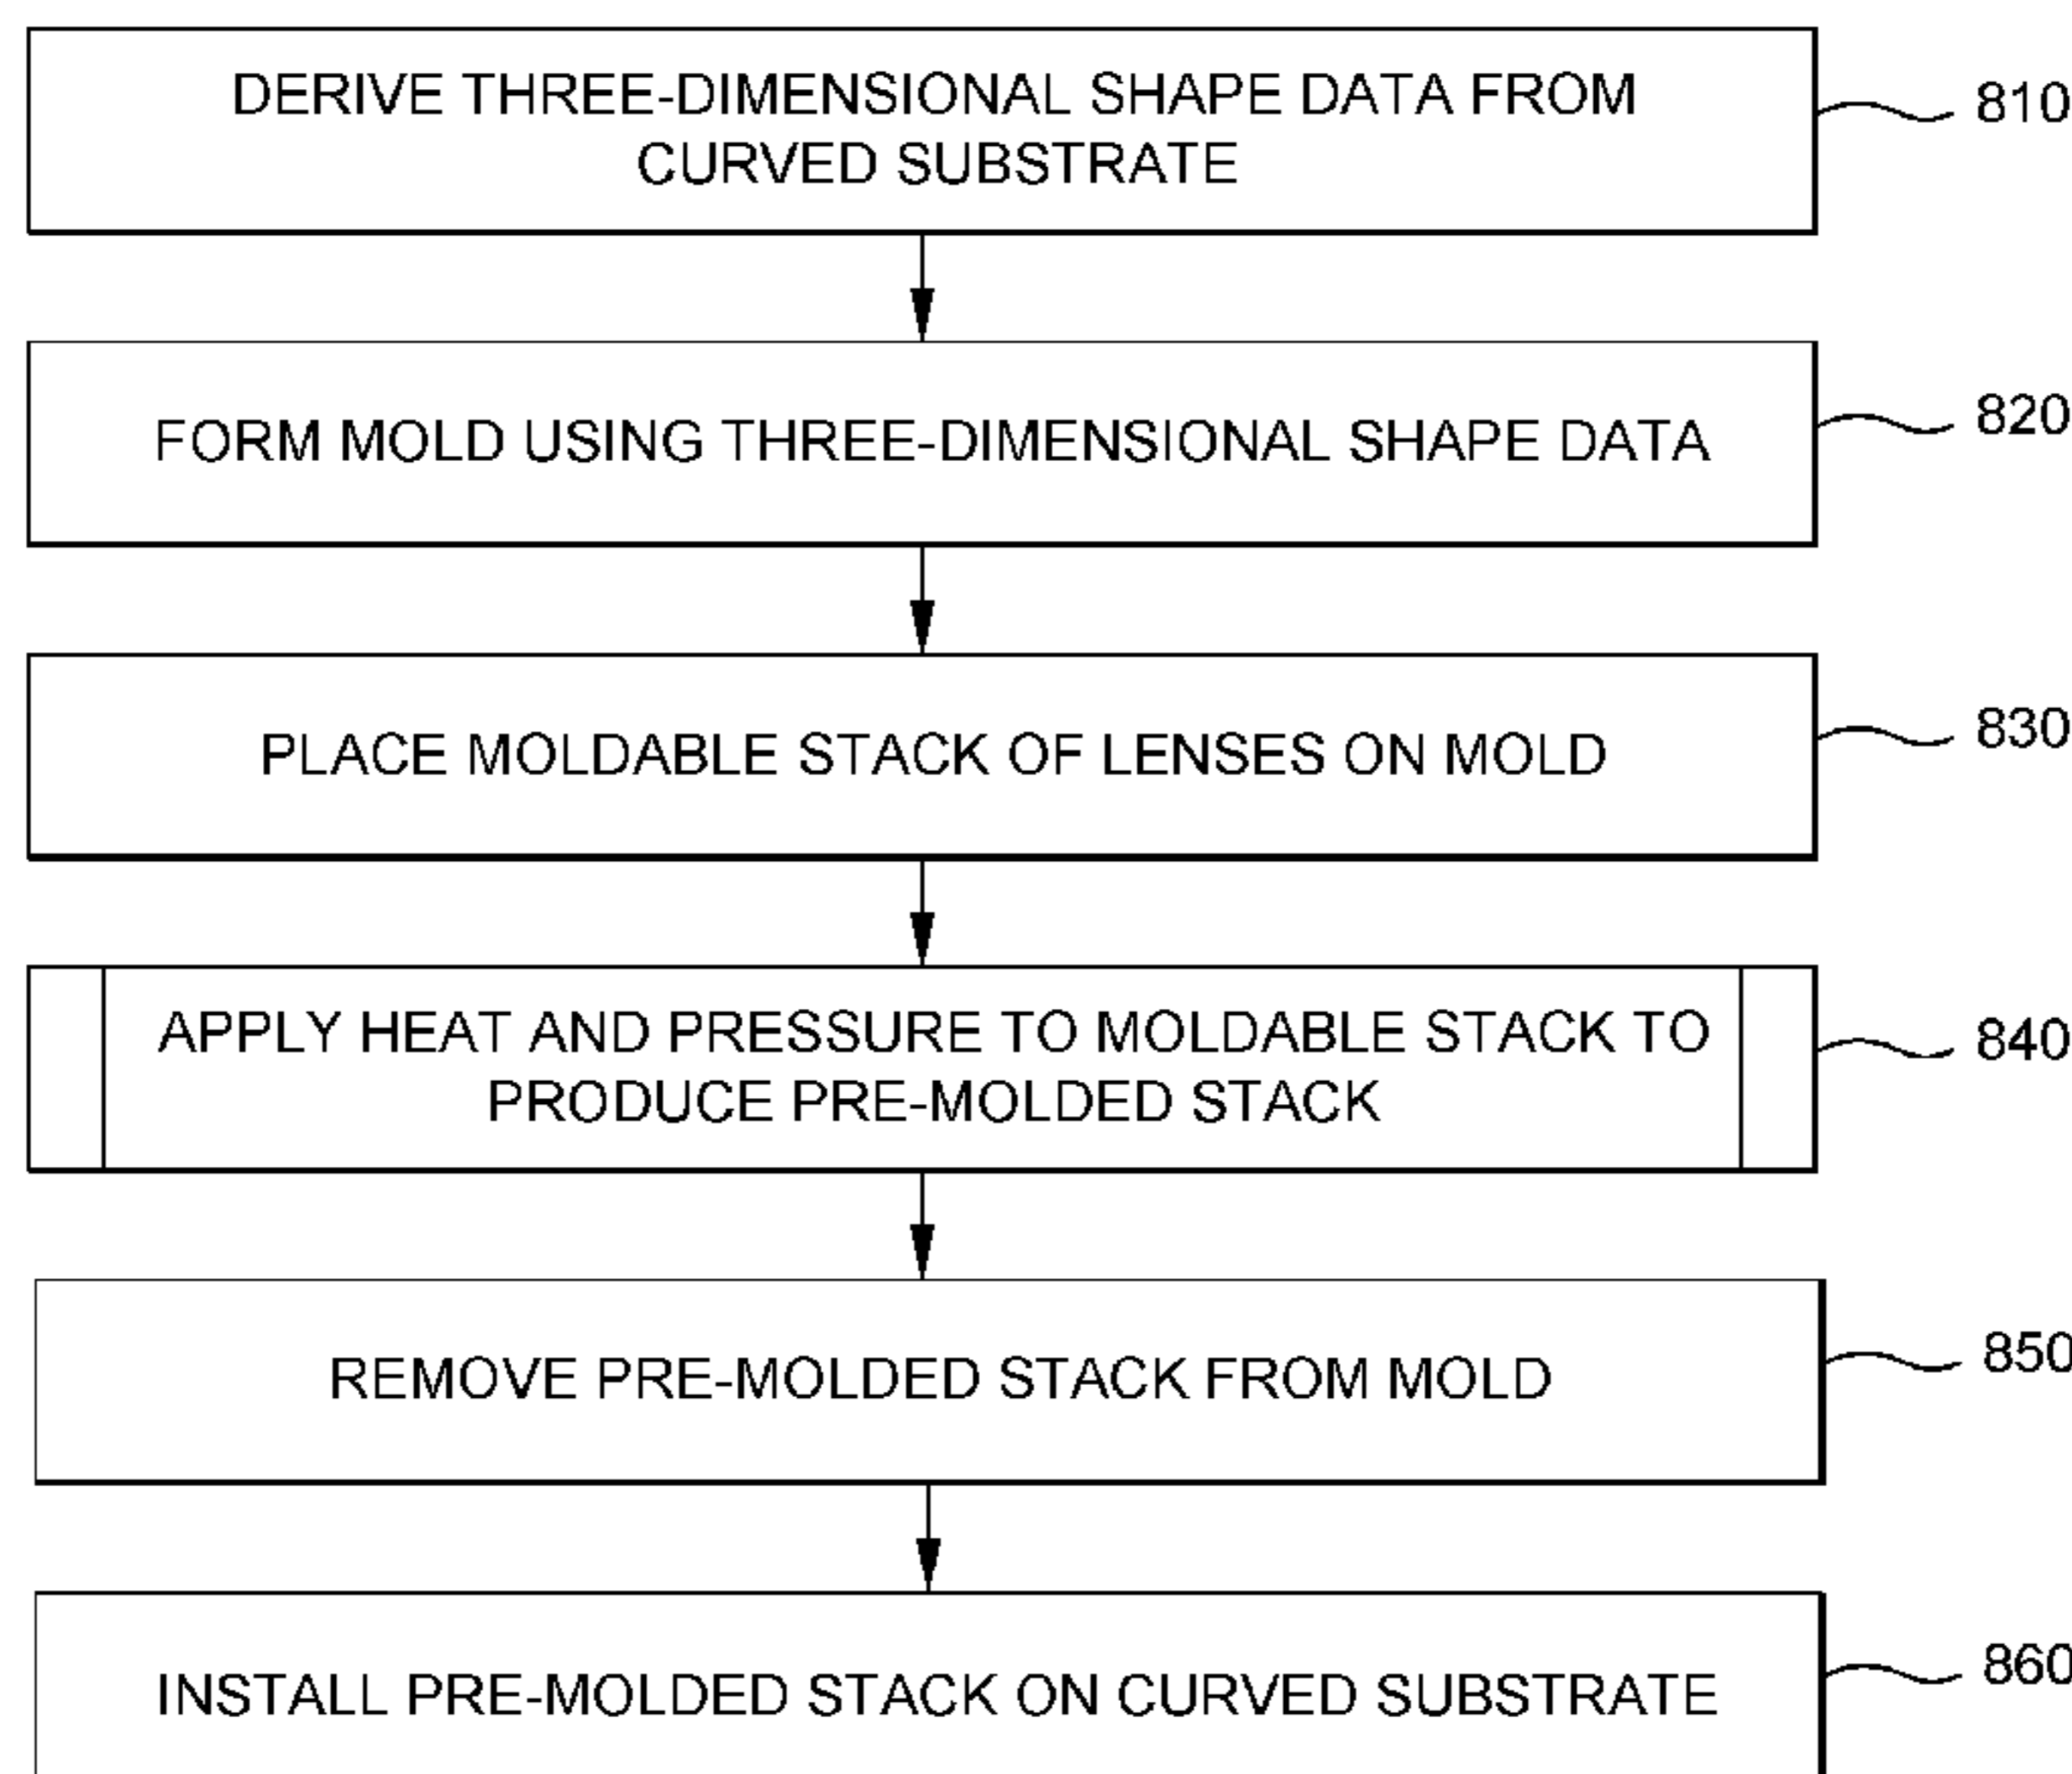 DERIVE THREE-DIMENSIONAL SHAPE DATA FROM
CURVED SUBSTRATE
810
FORM MOLD USING THREE-DIMENSIONAL SHAPE DATA
820
PLACE MOLDABLE STACK OF LENSES ON MOLD
830
APPLY HEAT AND PRESSURE TO MOLDABLE STACK TO
PRODUCE PRE-MOLDED STACK
840
REMOVE PRE-MOLDED STACK FROM MOLD
850
INSTALL PRE-MOLDED STACK ON CURVED SUBSTRATE
860